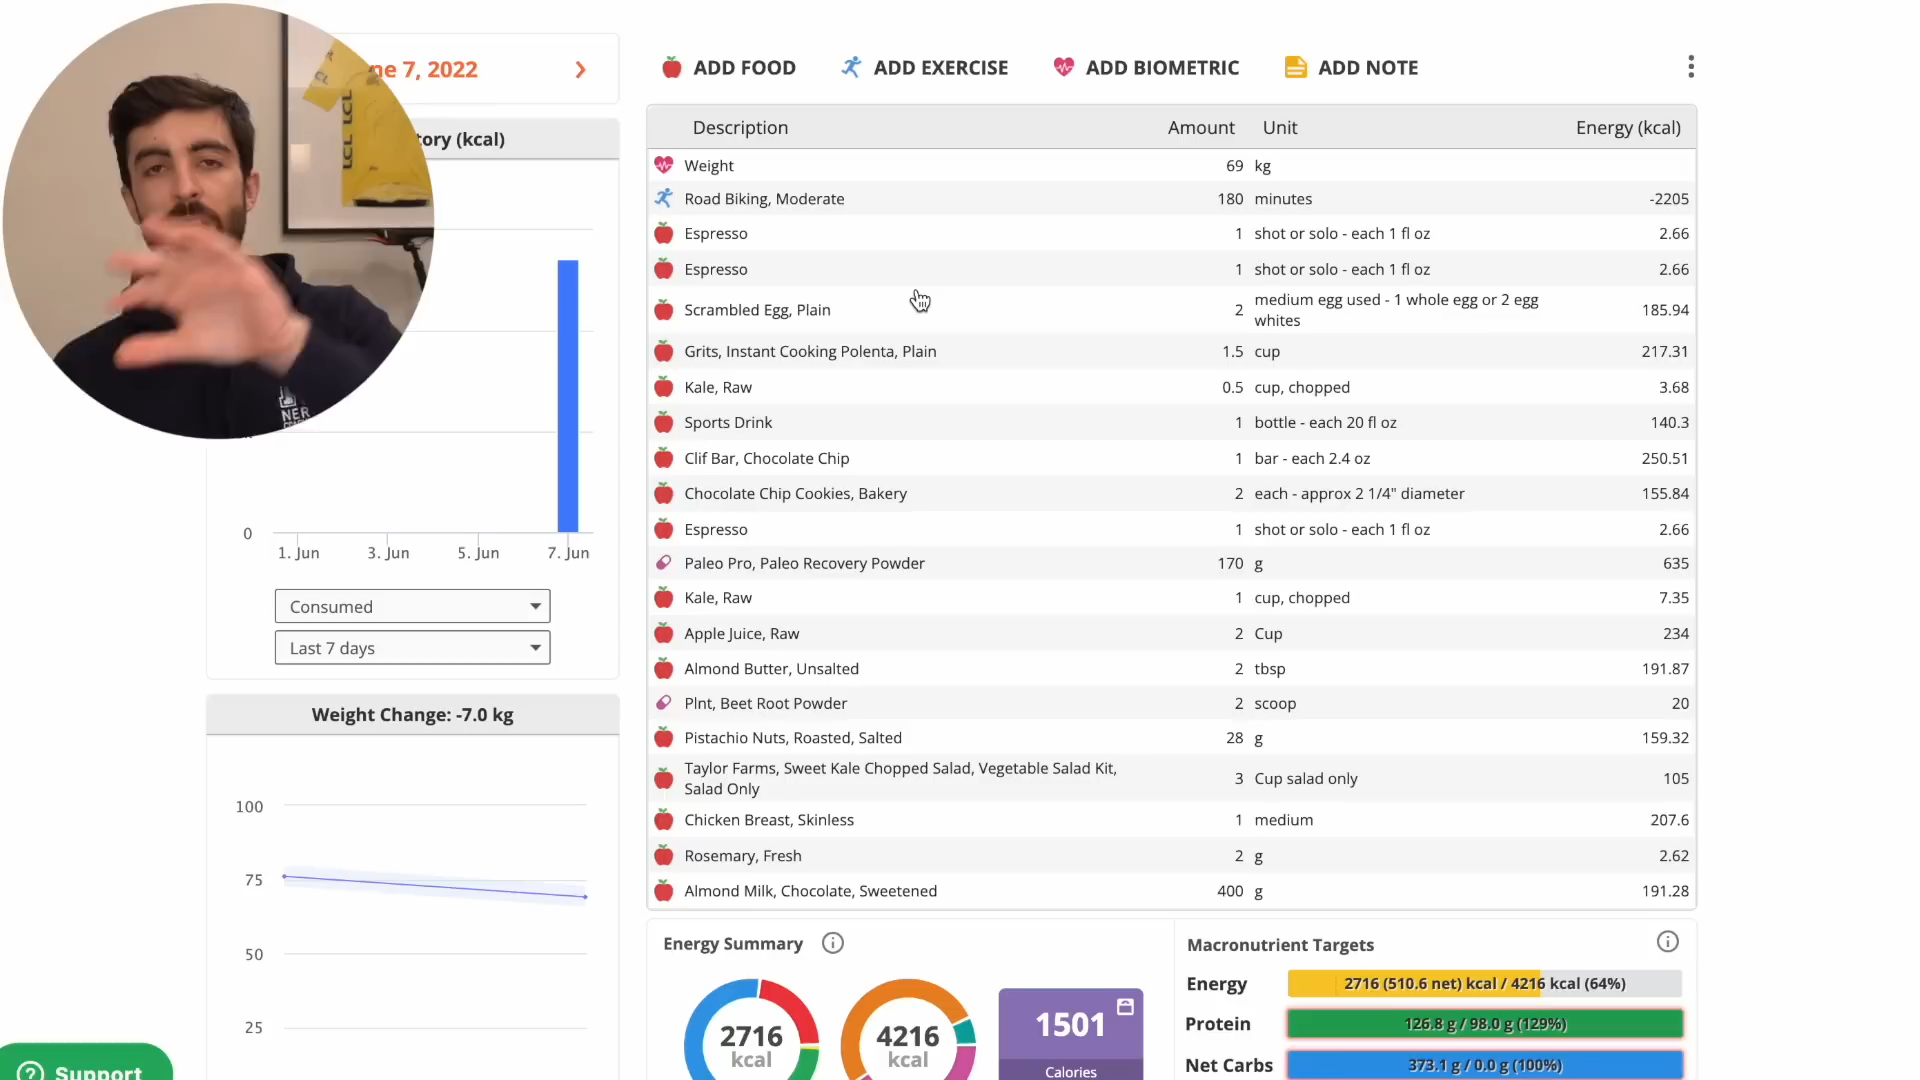 ne 7, 2022
ADD FOOD
ADD EXERCISE
ADD BIOMETRIC
ADD NOTE
LCL LCL
NER
tory (kcal)
0
1. Jun 3. Jun 5. Jun 7. Jun
Consumed
Last 7 days
Weight Change: -7.0 kg
100
75
50
25
Support
Description Amount Unit Energy (kcal)
Weight 69 kg
Road Biking, Moderate 180 minutes -2205
Espresso 1 shot or solo - each 1 fl oz 2.66
Espresso 1 shot or solo - each 1 fl oz 2.66
Scrambled Egg, Plain 2 medium egg used - 1 whole egg or 2 egg
whites 185.94
Grits, Instant Cooking Polenta, Plain 1.5 cup 217.31
Kale, Raw 0.5 cup, chopped 3.68
Sports Drink 1 bottle - each 20 fl oz 140.3
Clif Bar, Chocolate Chip 1 bar - each 2.4 oz 250.51
Chocolate Chip Cookies, Bakery 2 each - approx 2 1/4" diameter 155.84
Espresso 1 shot or solo - each 1 fl oz 2.66
Paleo Pro, Paleo Recovery Powder 170 g 635
Kale, Raw 1 cup, chopped 7.35
Apple Juice, Raw 2 Cup 234
Almond Butter, Unsalted 2 tbsp 191.87
Plnt, Beet Root Powder 2 scoop 20
Pistachio Nuts, Roasted, Salted 28 g 159.32
Taylor Farms, Sweet Kale Chopped Salad, Vegetable Salad Kit,
Salad Only 3 Cup salad only 105
Chicken Breast, Skinless 1 medium 207.6
Rosemary, Fresh 2 g 2.62
Almond Milk, Chocolate, Sweetened 400 g 191.28
Energy Summary
2716
kcal
4216
kcal
1501
Calories
Macronutrient Targets
Energy 2716 (510.6 net) kcal / 4216 kcal (64%)
Protein 126.8 g / 98.0 g (129%)
Net Carbs 373.1 g / 0.0 g (100%)